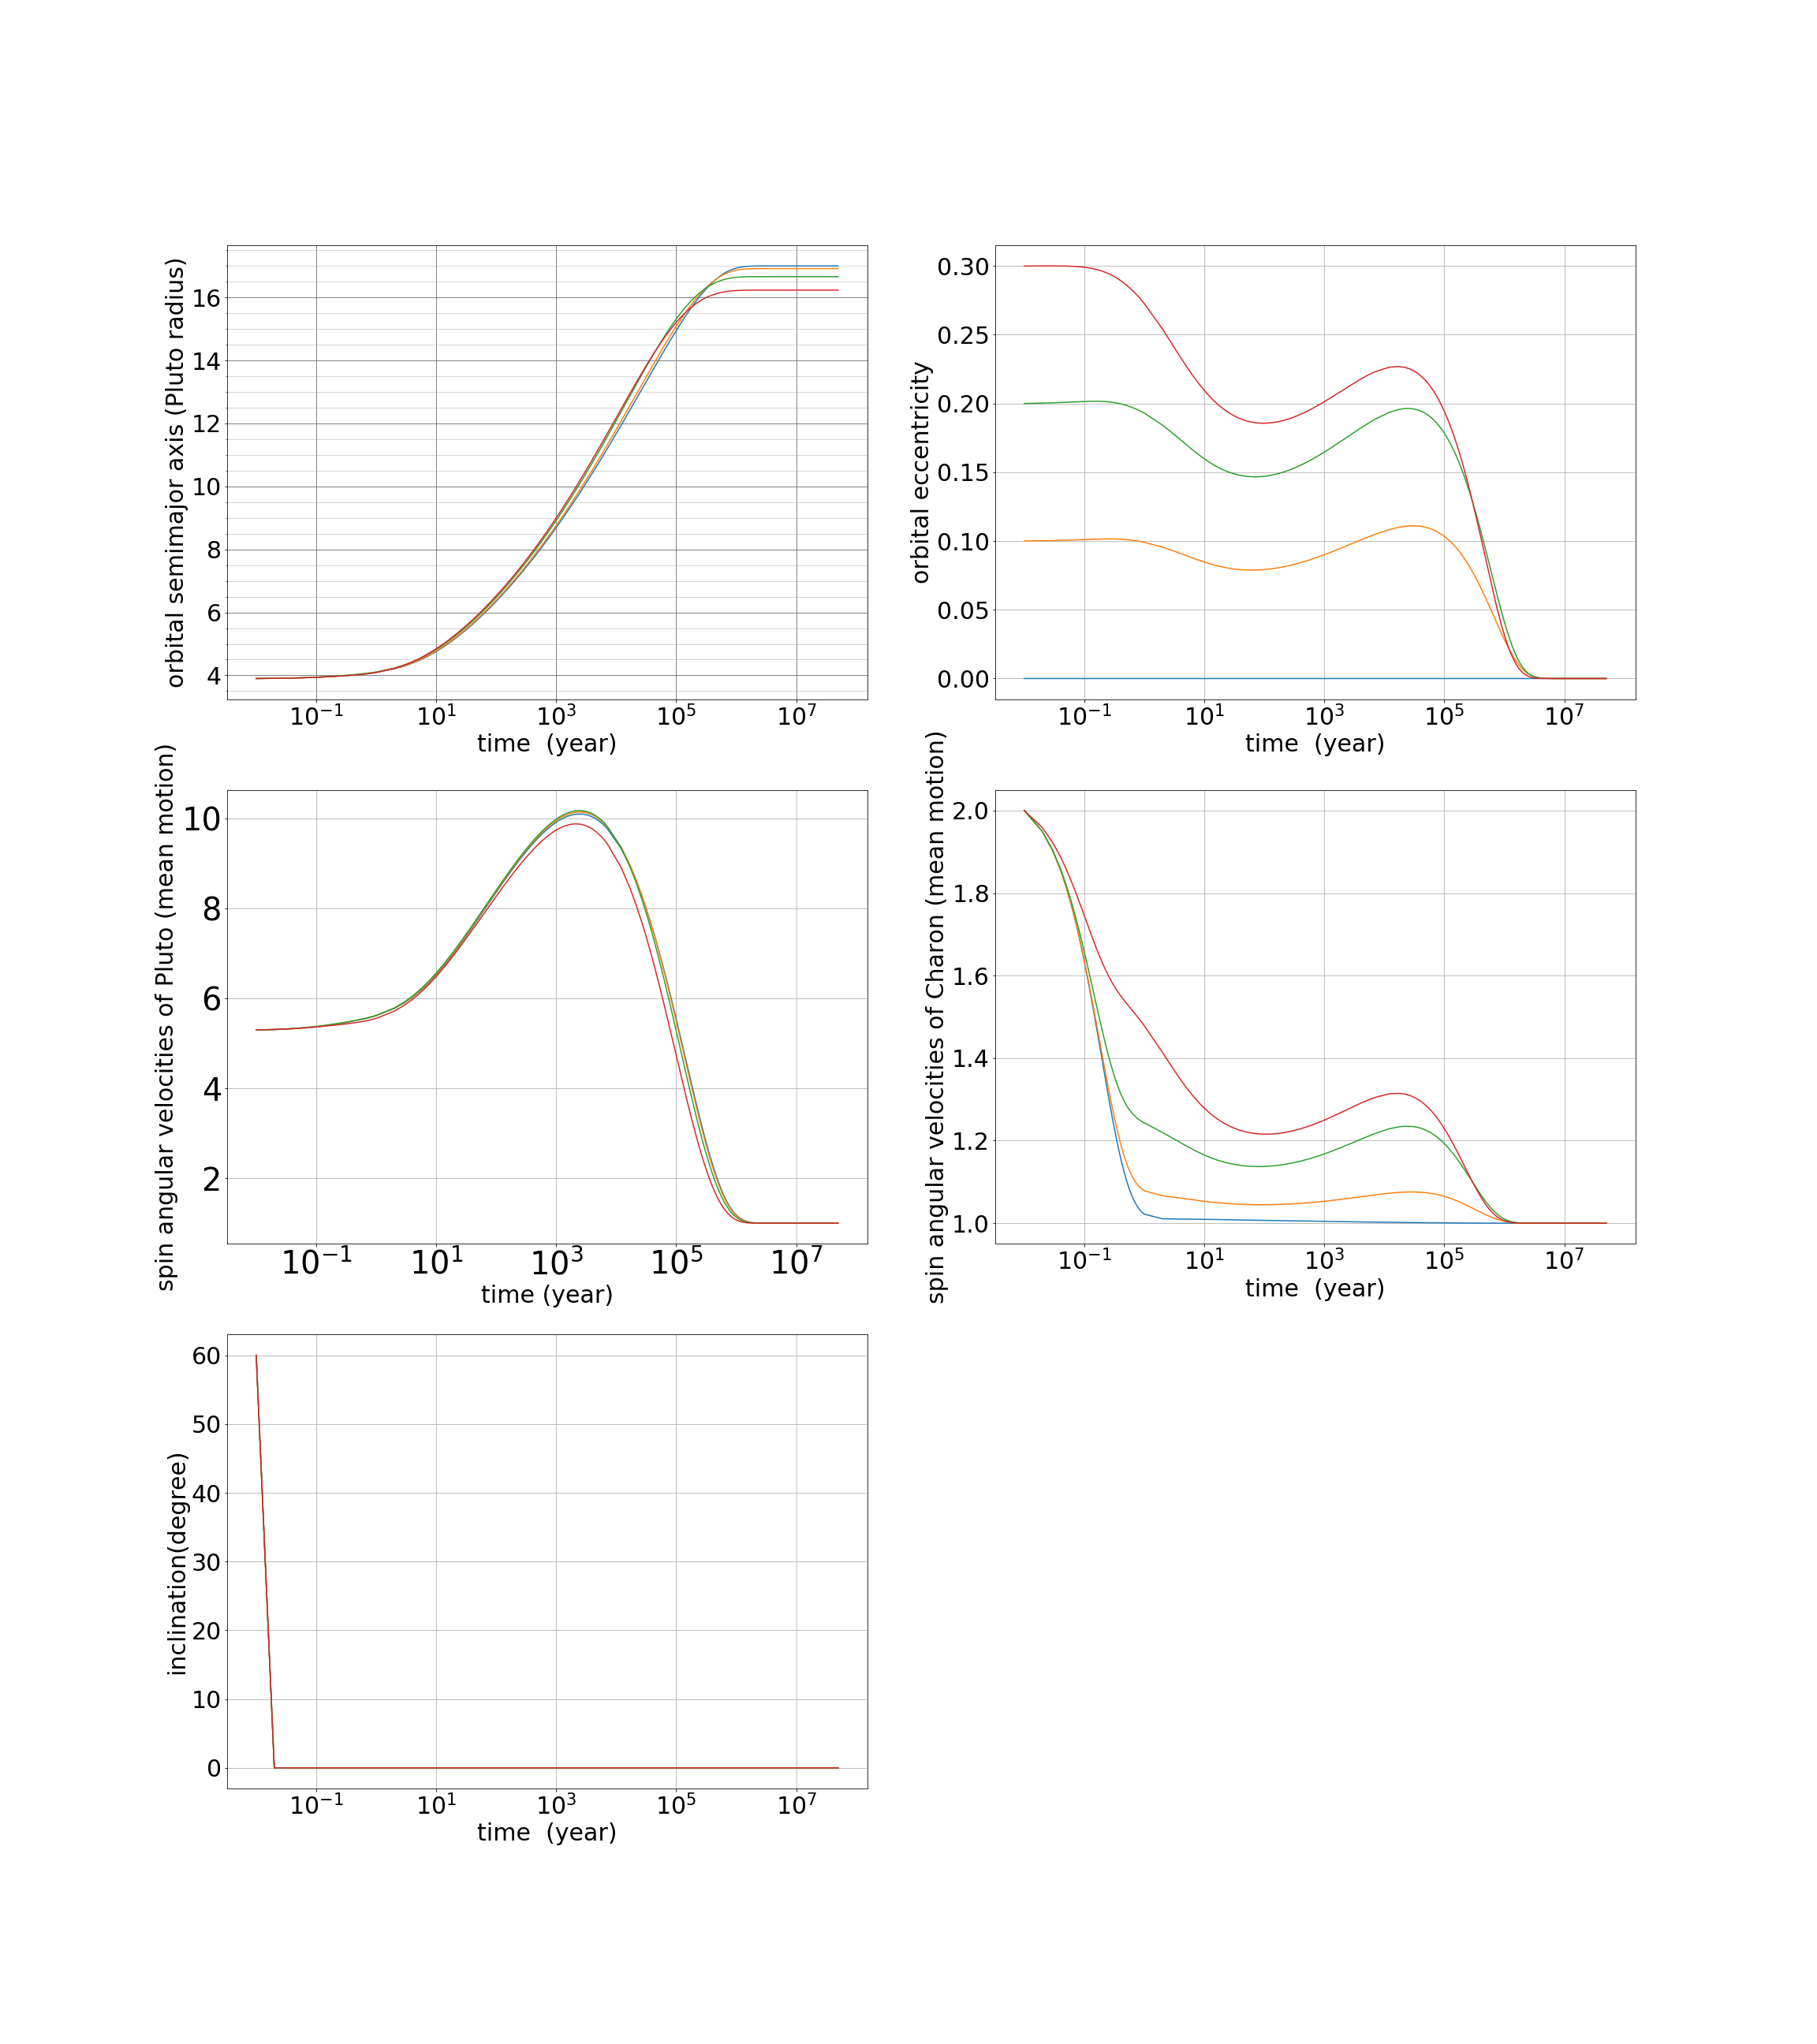 orbital semimajor axis (Pluto radius)
16
14
12
10
8
6
4
10⁻¹ 10¹ 10³ 10⁵ 10⁷
time (year)
orbital eccentricity
0.30
0.25
0.20
0.15
0.10
0.05
0.00
10⁻¹ 10¹ 10³ 10⁵ 10⁷
time (year)
spin angular velocities of Pluto (mean motion)
10
8
6
4
2
10⁻¹ 10¹ 10³ 10⁵ 10⁷
time (year)
spin angular velocities of Charon (mean motion)
2.0
1.8
1.6
1.4
1.2
1.0
10⁻¹ 10¹ 10³ 10⁵ 10⁷
time (year)
inclination(degree)
60
50
40
30
20
10
0
10⁻¹ 10¹ 10³ 10⁵ 10⁷
time (year)